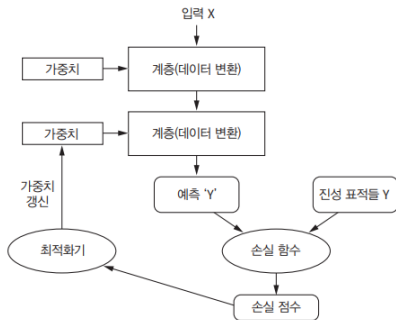 입력 X
가중치
계층(데이터 변환)
가중치
계층(데이터 변환)
가중치
갱신
예측 ‘Y’
진성 표적들 Y
최적화기
손실 함수
손실 점수